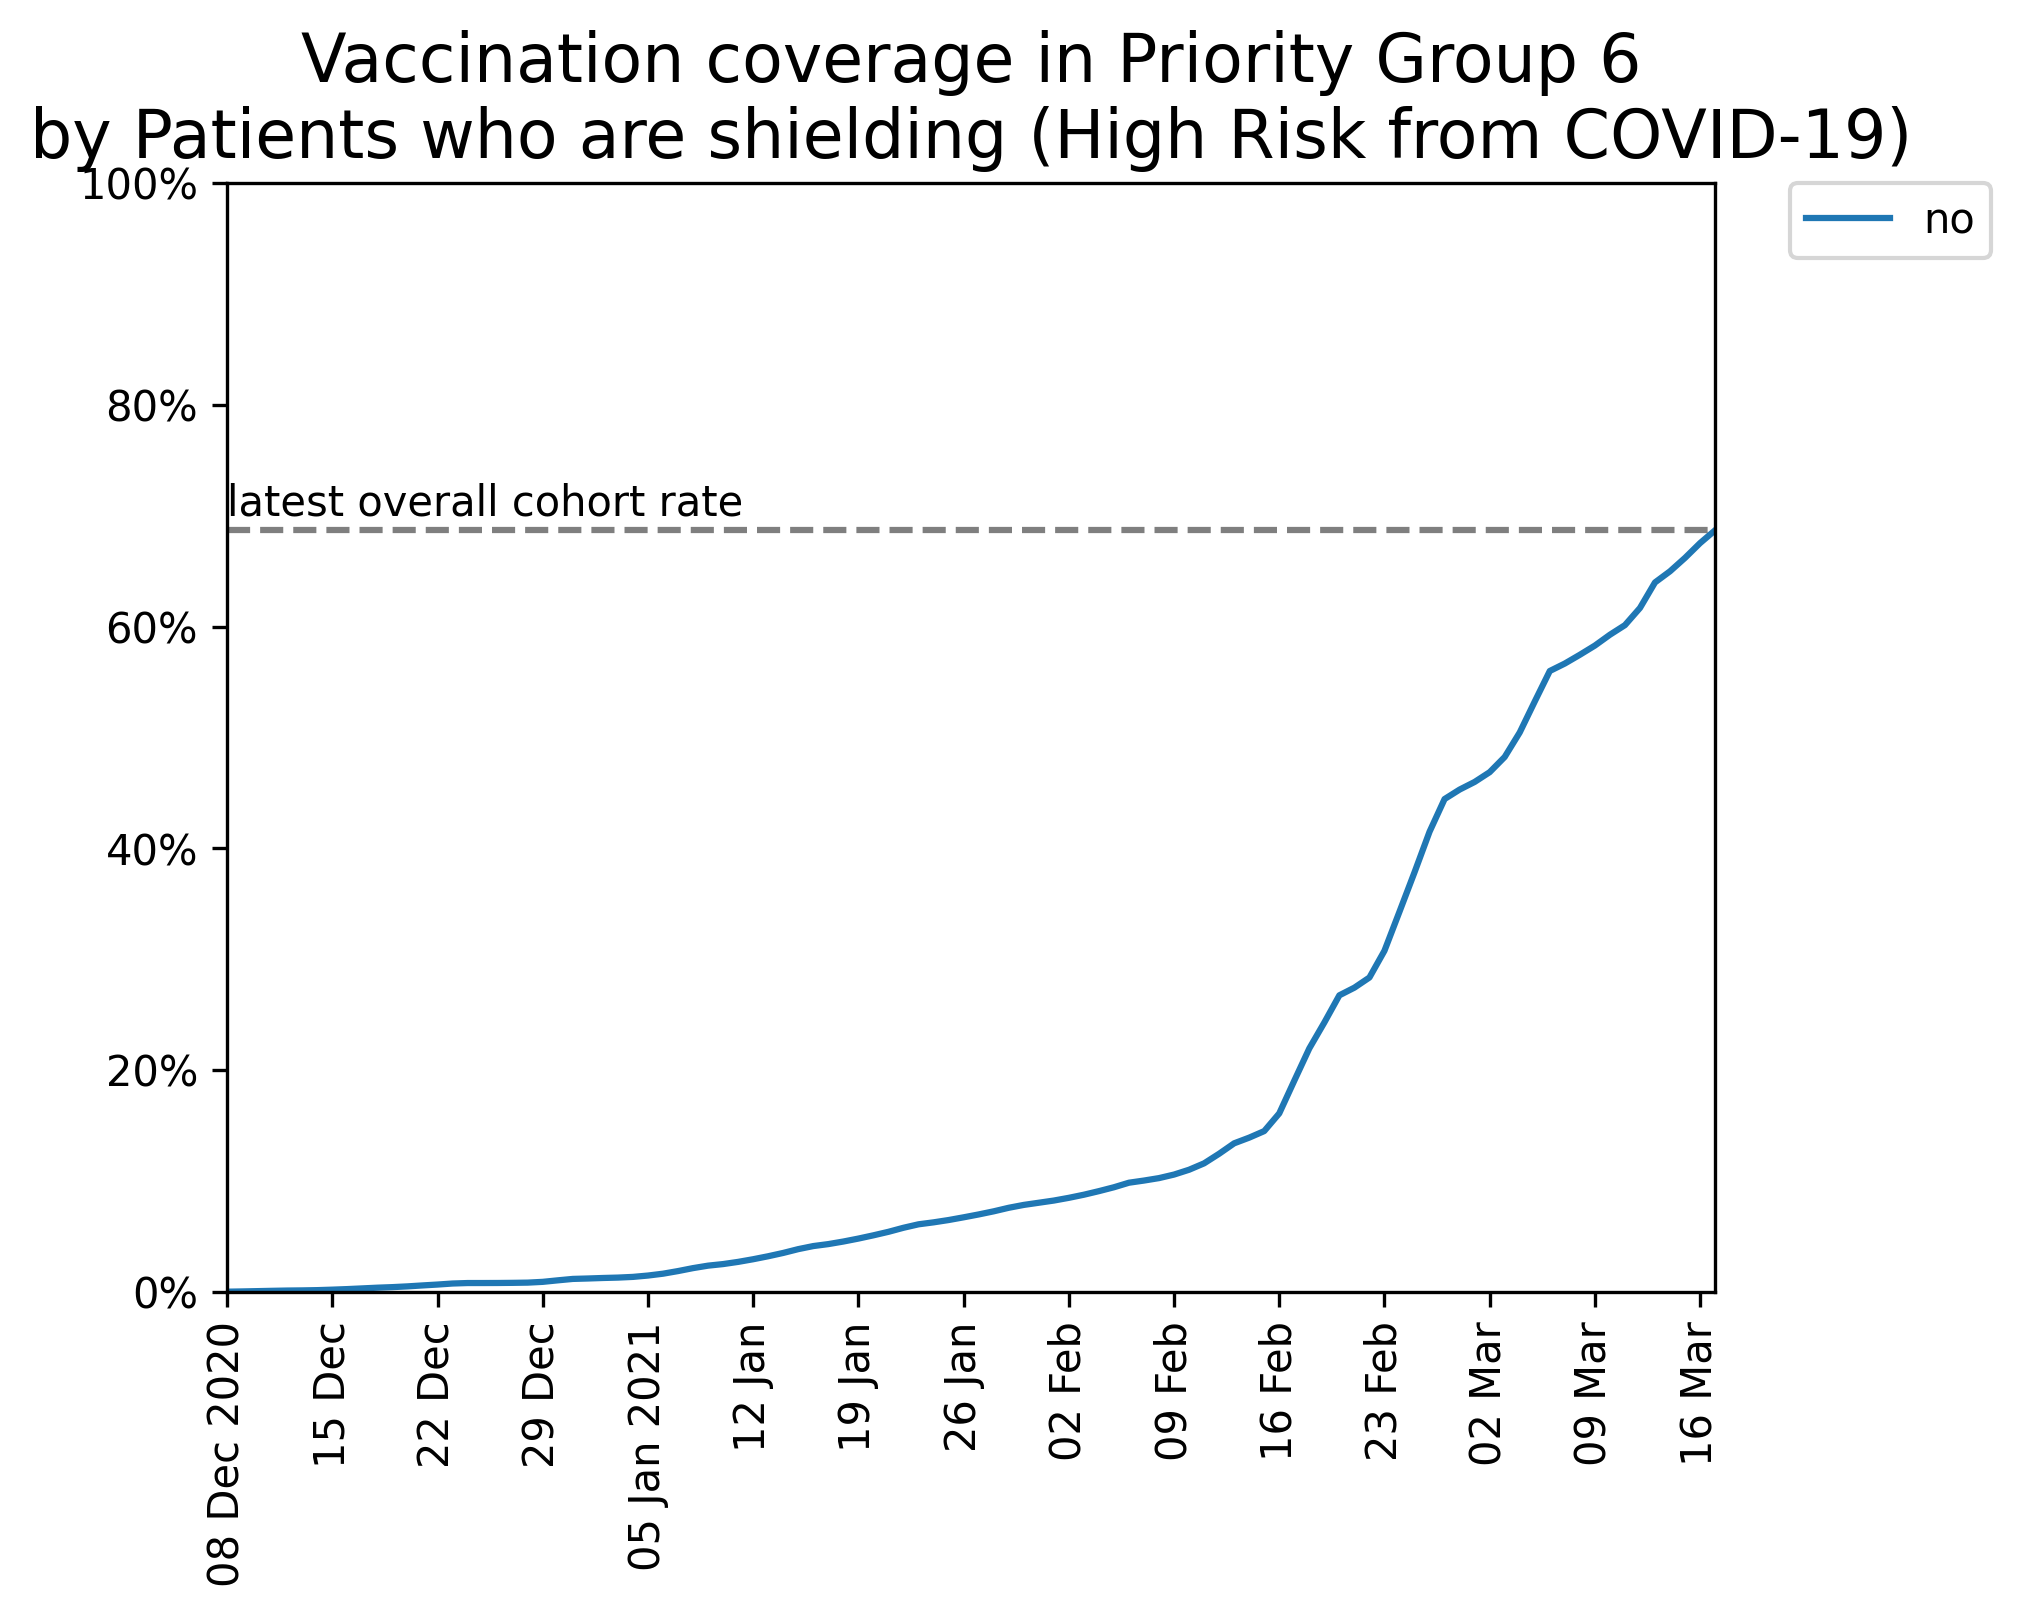 Vaccination coverage in Priority Group 6
by Patients who are shielding (High Risk from COVID-19)
100%
80%
60%
40%
20%
0%
latest overall cohort rate
no
08 Dec 2020
15 Dec
22 Dec
29 Dec
05 Jan 2021
12 Jan
19 Jan
26 Jan
02 Feb
09 Feb
16 Feb
23 Feb
02 Mar
09 Mar
16 Mar